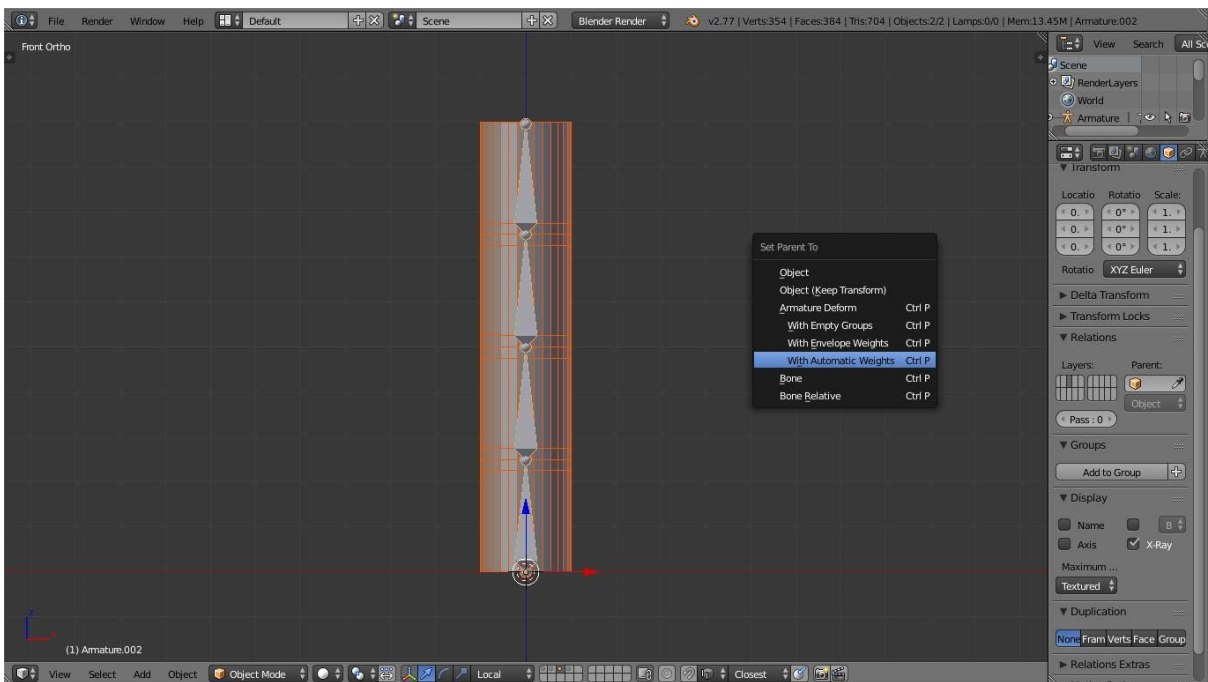 File Render Window Help Default Scene Blender Render v2.77 | Verts:354 | Faces:384 | Tris:704 | Objects:2/2 | Lamps:0/0 | Mem:13.45M | Armature.002
Front Ortho
View Search All Sc
Scene
RenderLayers
World
Armature
Transform
Locatio Rotatio Scale:
0. 0° 1.
0. 0° 1.
0. 0° 1.
Rotatio XYZ Euler
Delta Transform
Transform Locks
Relations
Layers: Parent:
Object
Pass : 0
Groups
Add to Group
Display
Name B
Axis X-Ray
Maximum ...
Textured
Duplication
None Fram Verts Face Group
Relations Extras
Set Parent To
Object
Object (Keep Transform)
Armature Deform Ctrl P
With Empty Groups Ctrl P
With Envelope Weights Ctrl P
With Automatic Weights Ctrl P
Bone Ctrl P
Bone Relative Ctrl P
z
x
(1) Armature.002
View Select Add Object Object Mode Local Closest